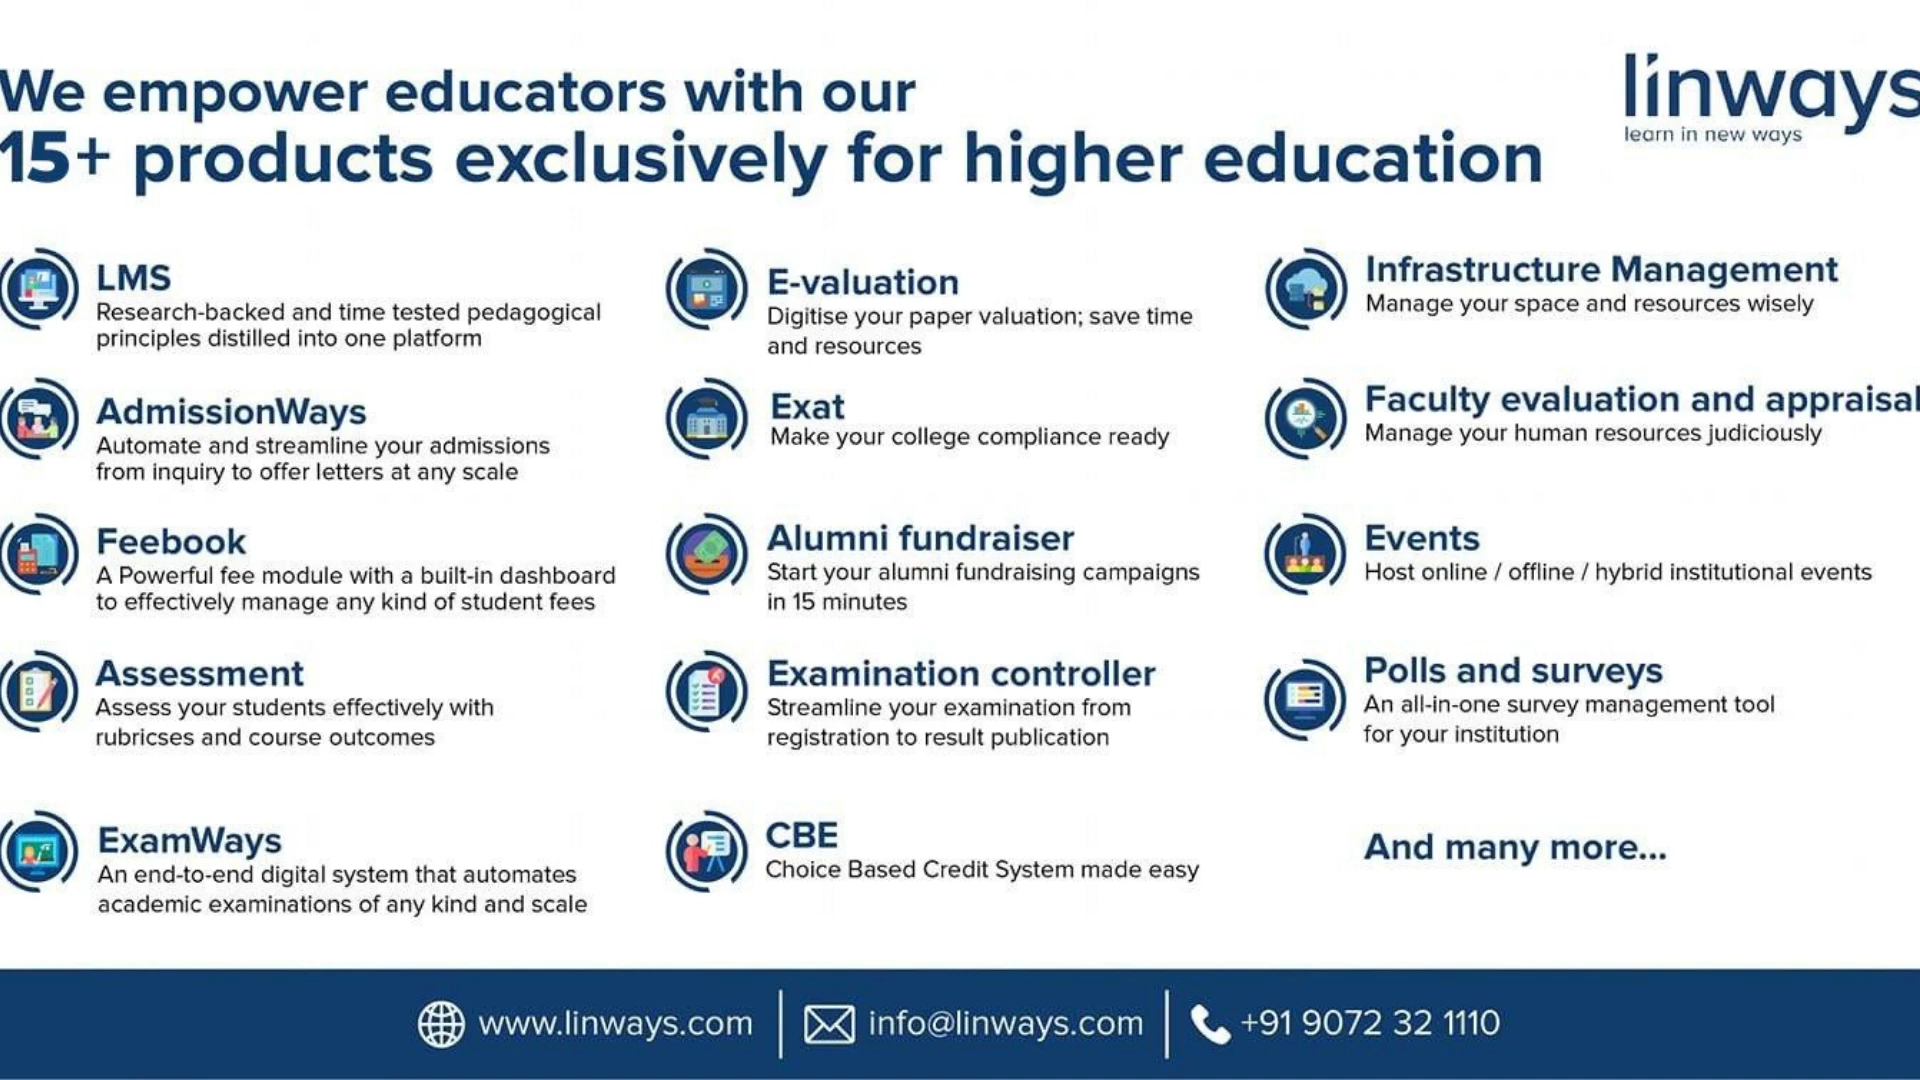 We empower educators with our
15+ products exclusively for higher education
linways
learn in new ways
LMS
Research-backed and time tested pedagogical
principles distilled into one platform
AdmissionWays
Automate and streamline your admissions
from inquiry to offer letters at any scale
Feebook
A Powerful fee module with a built-in dashboard
to effectively manage any kind of student fees
Assessment
Assess your students effectively with
rubricses and course outcomes
ExamWays
An end-to-end digital system that automates
academic examinations of any kind and scale
E-valuation
Digitise your paper valuation; save time
and resources
Exat
Make your college compliance ready
Alumni fundraiser
Start your alumni fundraising campaigns
in 15 minutes
Examination controller
Streamline your examination from
registration to result publication
CBE
Choice Based Credit System made easy
Infrastructure Management
Manage your space and resources wisely
Faculty evaluation and appraisal
Manage your human resources judiciously
Events
Host online / offline / hybrid institutional events
Polls and surveys
An all-in-one survey management tool
for your institution
And many more...
www.linways.com
info@linways.com
+91 9072 32 1110